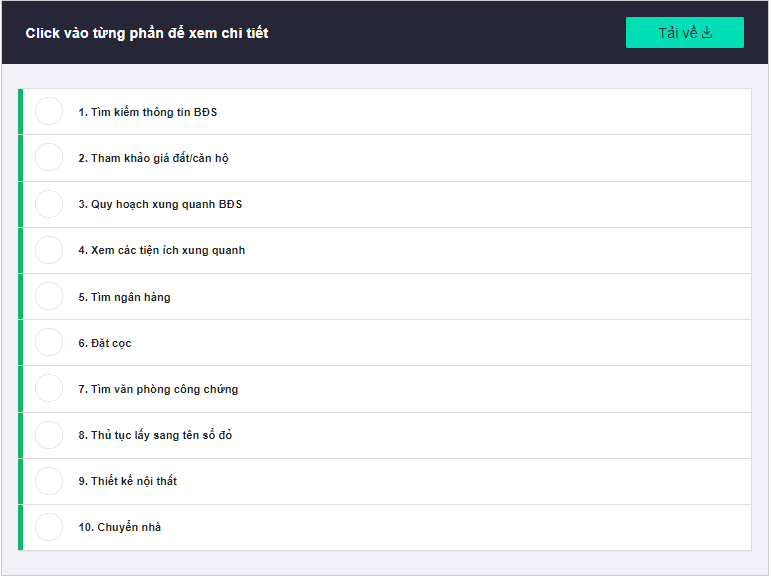 Click vào từng phần để xem chi tiết
Tải về
1. Tìm kiếm thông tin BĐS
2. Tham khảo giá đất/căn hộ
3. Quy hoạch xung quanh BĐS
4. Xem các tiện ích xung quanh
5. Tìm ngân hàng
6. Đặt cọc
7. Tìm văn phòng công chứng
8. Thủ tục lấy sang tên sổ đỏ
9. Thiết kế nội thất
10. Chuyển nhà